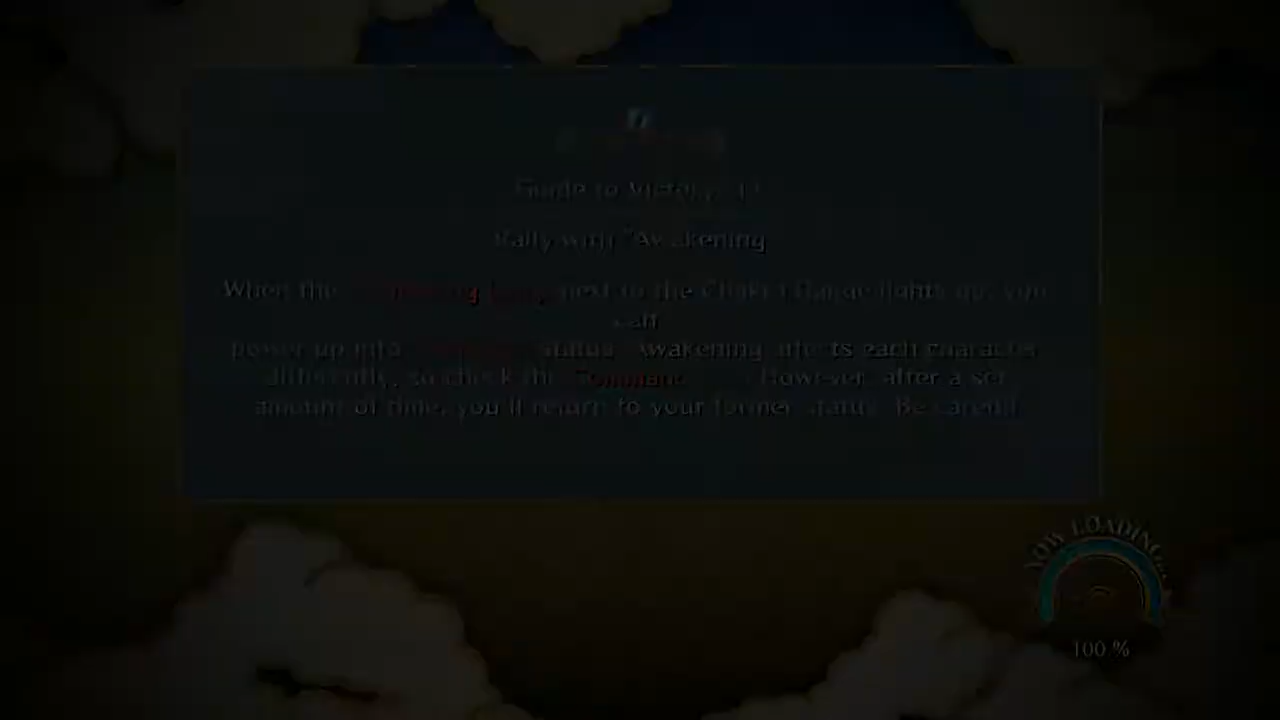 Guide to Victory
Rally with "Awakening
When the next to the Chakra Gauge lights up, you
can
power up into status. Awakening affects each character
differently, so check the Command However, after a set
amount of time, you'll return to your former status. Be careful!
NOW LOADING...
100 %